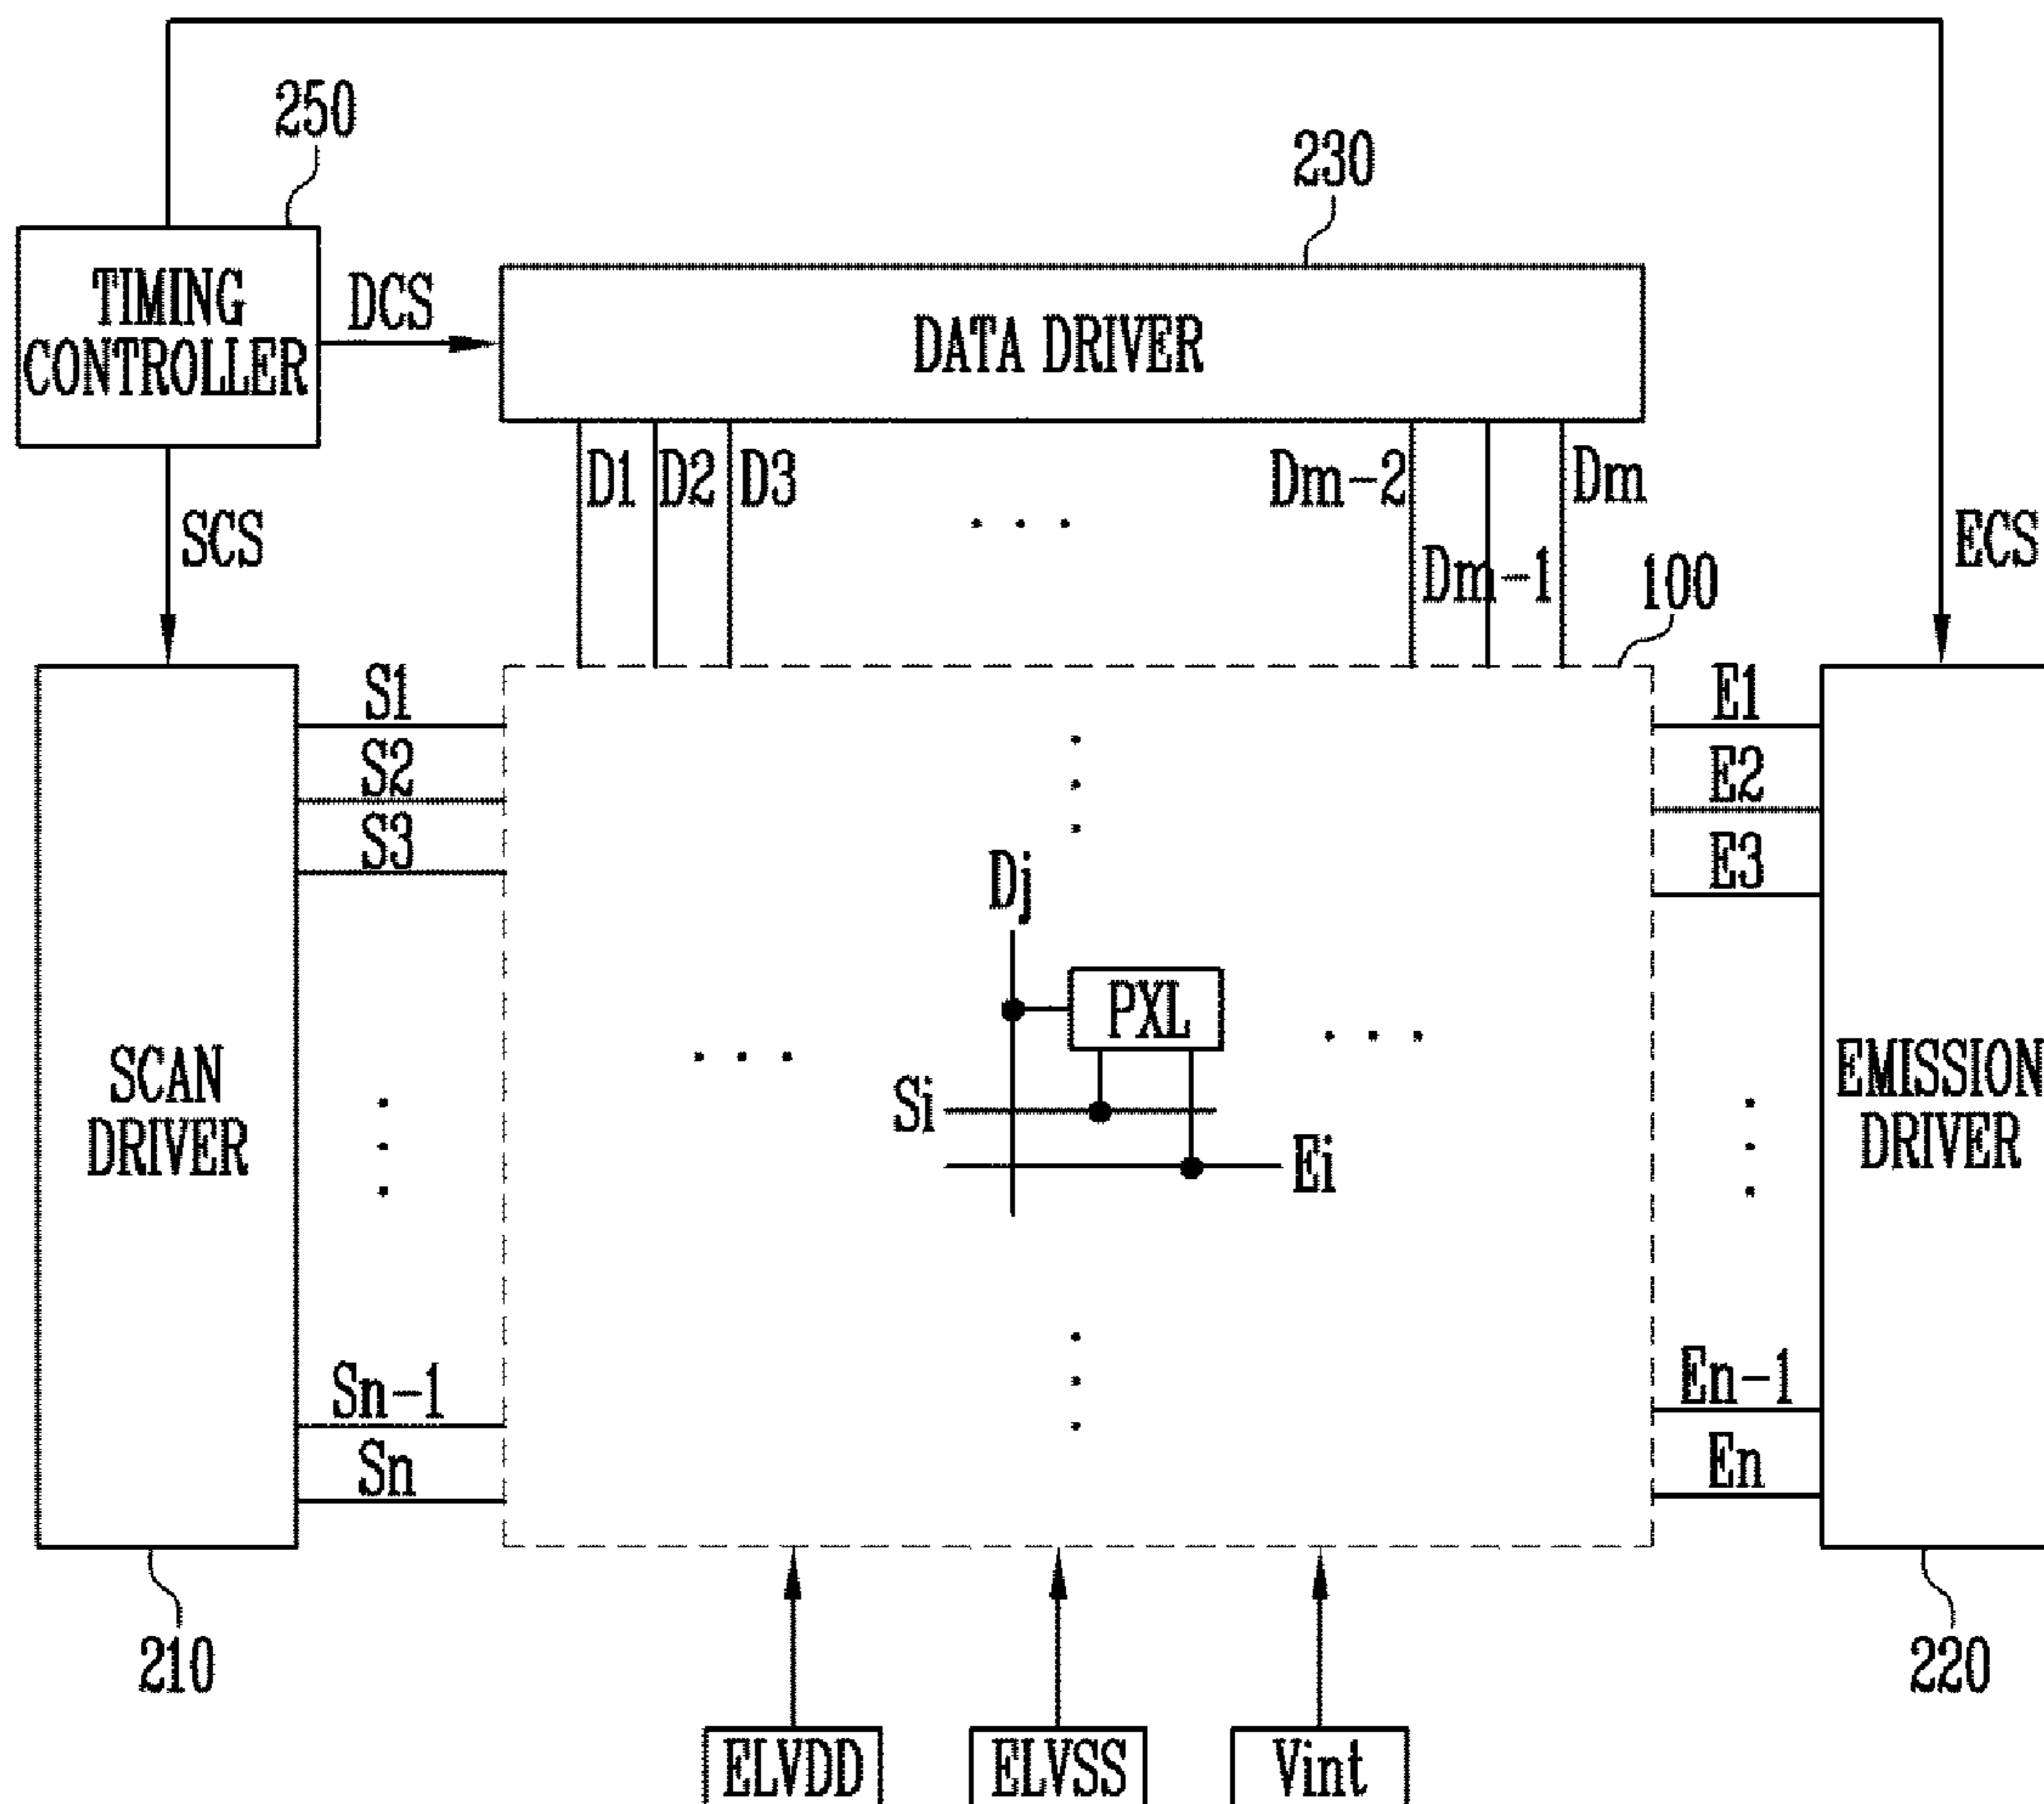 250
230
TIMING
CONTROLLER
DCS
DATA DRIVER
D1 D2 D3 Dm-2 Dm
SCS
Dm-1
ECS
100
S1
E1
S2
E2
S3
E3
Dj
PXL
SCAN
DRIVER
Si
Ei
EMISSION
DRIVER
Sn-1
En-1
Sn
En
210
220
ELVDD
ELVSS
Vint